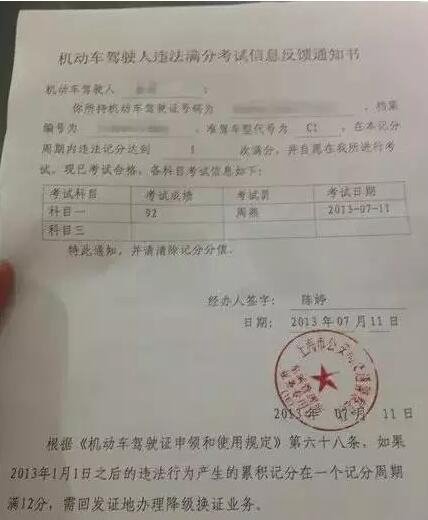 机动车驾驶人违法满分考试信息反馈通知书
机动车驾驶人 :
你所持机动车驾驶证号码为 , 档案
编号为 , 准驾车型代号为 C1 , 在本记分
周期内违法记分达到 1 次满分, 并自愿在我所进行考
试。现已考试合格, 各科目考试信息如下:
考试科目 考试成绩 考试员 考试日期
科目一 92 周燕 2013-07-11
科目三
特此通知, 并请清除记分分值。
经办人签字: 陈婷
日期: 2013 年 07 月 11 日
上海市公安局
2013 年 07 月 11 日
根据《机动车驾驶证申领和使用规定》第六十八条, 如果
2013年1月1日之后的违法行为产生的累积记分在一个记分周期
满12分, 需回发证地办理降级换证业务。